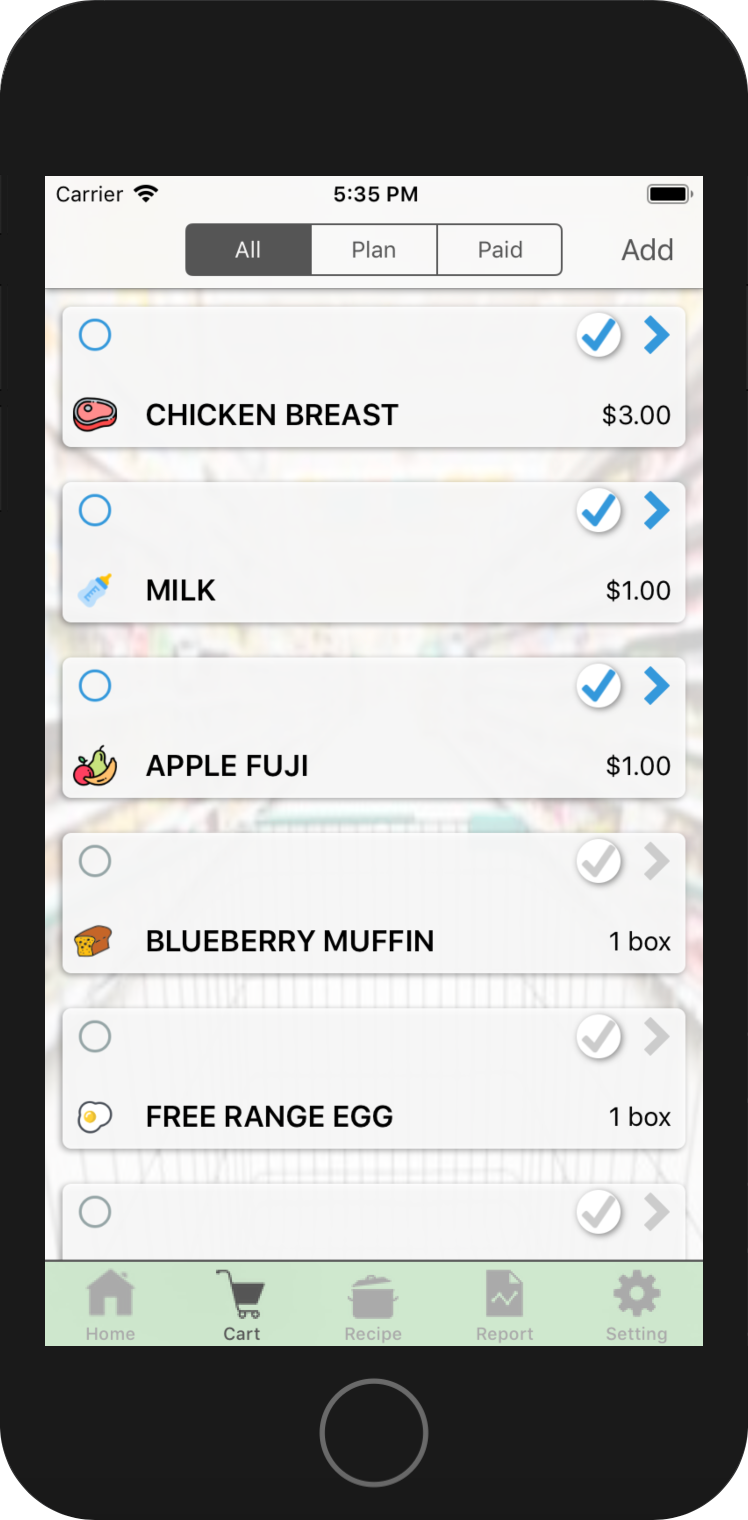 Carrier 5:35 PM
All Plan Paid Add
CHICKEN BREAST $3.00
MILK $1.00
APPLE FUJI $1.00
BLUEBERRY MUFFIN 1 box
FREE RANGE EGG 1 box
Home Cart Recipe Report Setting